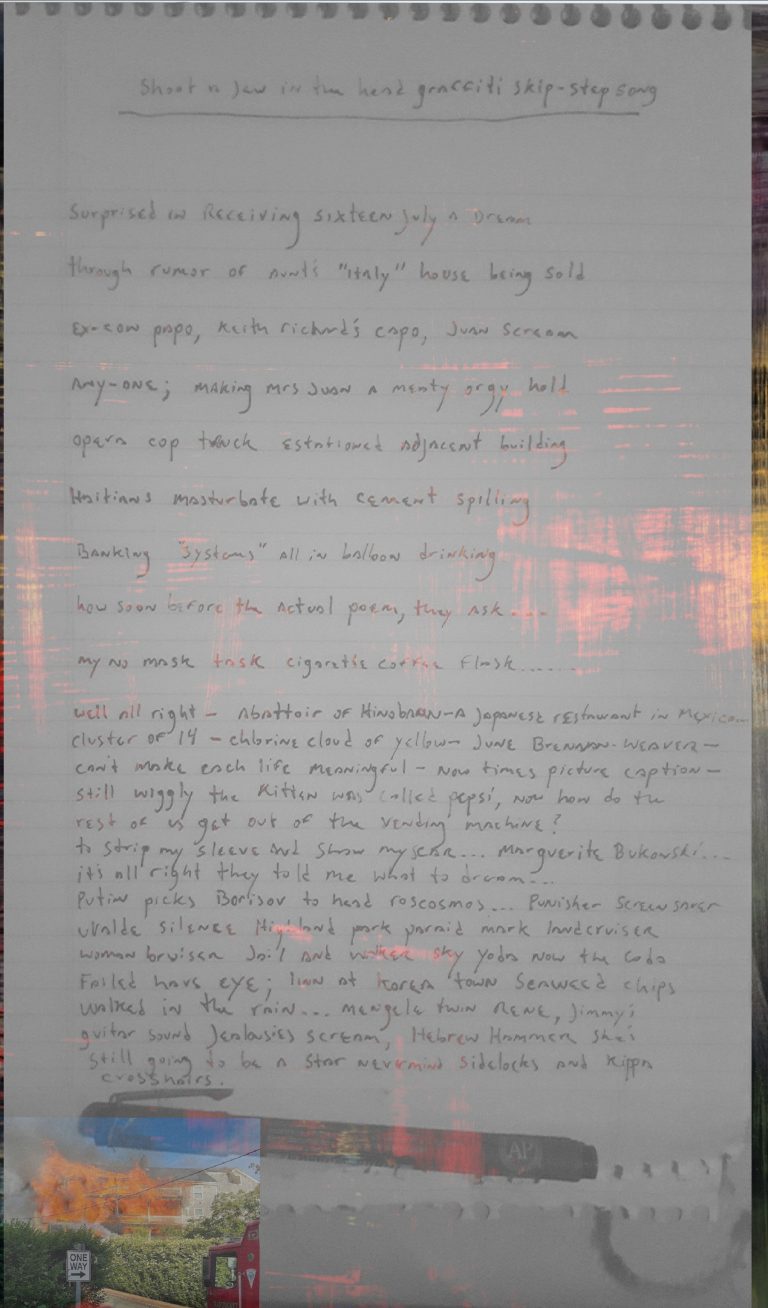 Shoot a Jew in the head graffiti skip-step song
Surprised in Receiving sixteen July a Dream
through rumor of aunt's "Italy" house being sold
Ex-con papo, Keith richard's capo, Juan Scream
Any-one; making mrs Juan a meaty orgy hold
opera cop truck estationed adjacent building
Haitians masturbate with cement spilling
Banking "systems" all in balloon drinking
how soon before the actual poem, they ask....
my no mask task cigarette coffee flask.......
well all right - Abattoir of Hinobaan - a Japanese restaurant in Mexico...
cluster of 14 - chlorine cloud of yellow - June Brennan-Weaver -
can't make each life meaningful - now times picture caption -
still wiggly the kitten was called pepsi, now how do the
rest of us get out of the vending machine?
to strip my sleeve and show my scar... Marguerite Bukowski...
it's all right they told me what to dream...
Putin picks Borisov to head roscosmos... Punisher screensaver
uvalde silence Highland park mark landcruiser
woman bruiser Jail and walker sky yoda now the coda
Failed have eye; lion at Korea town seaweed chips
walked in the rain... mengele twin Rene, Jimmy's
guitar sound Jealousies scream, Hebrew Hammer she's
still going to be a star nevermind sidelocks and kippa
crosshairs.
AP
ONE
WAY